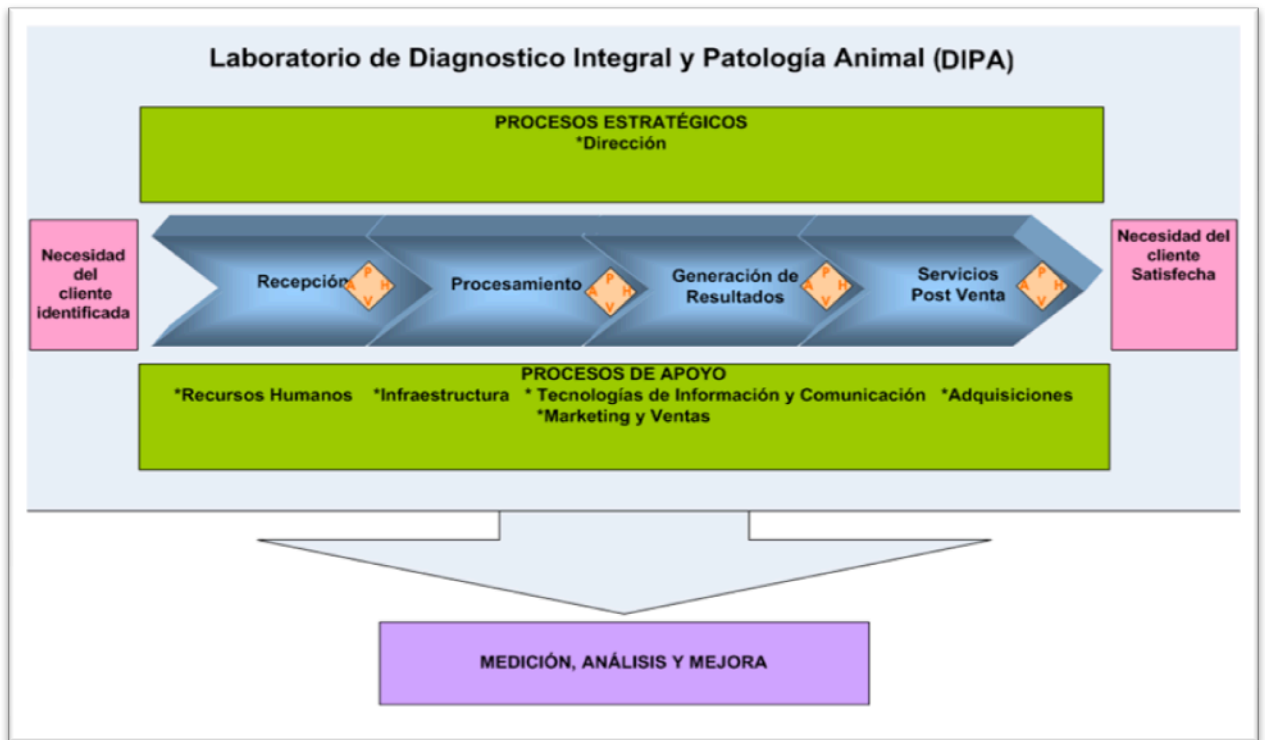 Laboratorio de Diagnostico Integral y Patología Animal (DIPA)
PROCESOS ESTRATÉGICOS
*Dirección
Necesidad
del
cliente
identificada
Recepción
P
A H
V
Procesamiento
P
A H
V
Generación de
Resultados
P
A H
V
Servicios
Post Venta
P
A H
V
Necesidad del
cliente
Satisfecha
PROCESOS DE APOYO
*Recursos Humanos *Infraestructura * Tecnologías de Información y Comunicación *Adquisiciones
*Marketing y Ventas
MEDICIÓN, ANÁLISIS Y MEJORA